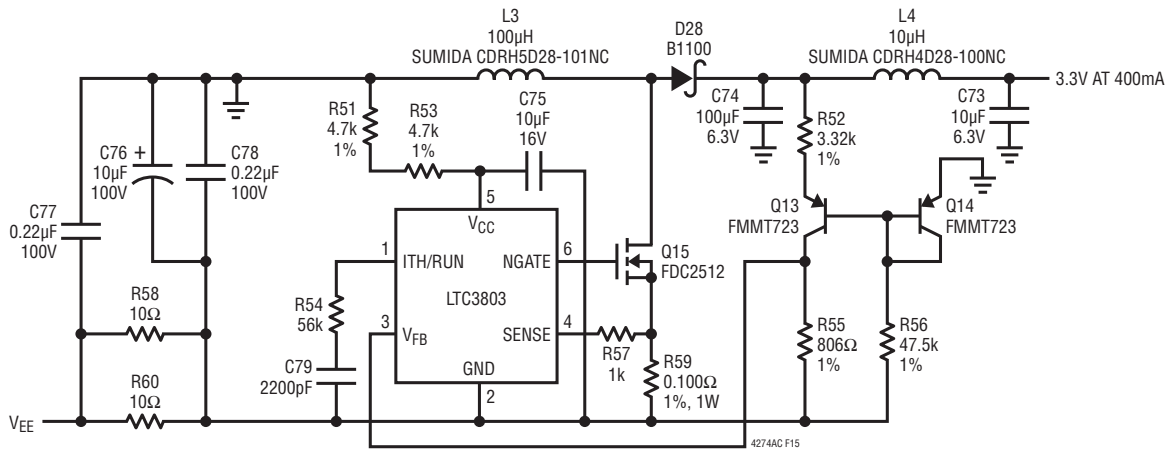 L3
100µH
SUMIDA CDRH5D28-101NC
D28
B1100
L4
10µH
SUMIDA CDRH4D28-100NC
3.3V AT 400mA
C74
100µF
6.3V
C73
10µF
6.3V
R51
4.7k
1%
R53
4.7k
1%
C75
10µF
16V
R52
3.32k
1%
C76
10µF
100V
+
C78
0.22µF
100V
C77
0.22µF
100V
5
VCC
Q13
FMMT723
Q14
FMMT723
1
ITH/RUN
NGATE
6
Q15
FDC2512
LTC3803
R54
56k
3
VFB
SENSE
4
R58
10Ω
R57
1k
R55
806Ω
1%
R56
47.5k
1%
C79
2200pF
GND
2
R59
0.100Ω
1%, 1W
R60
10Ω
VEE
4274AC F15